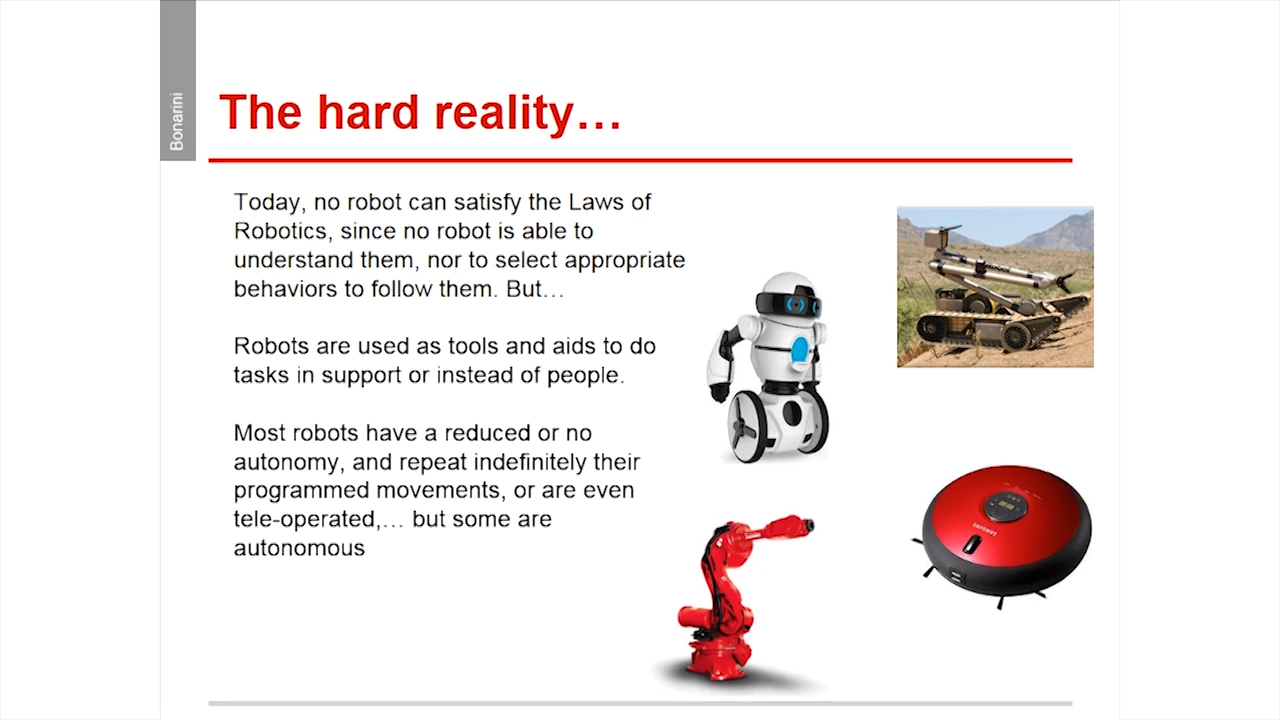 Bonarini
The hard reality…
Today, no robot can satisfy the Laws of
Robotics, since no robot is able to
understand them, nor to select appropriate
behaviors to follow them. But…
Robots are used as tools and aids to do
tasks in support or instead of people.
Most robots have a reduced or no
autonomy, and repeat indefinitely their
programmed movements, or are even
tele-operated,… but some are
autonomous